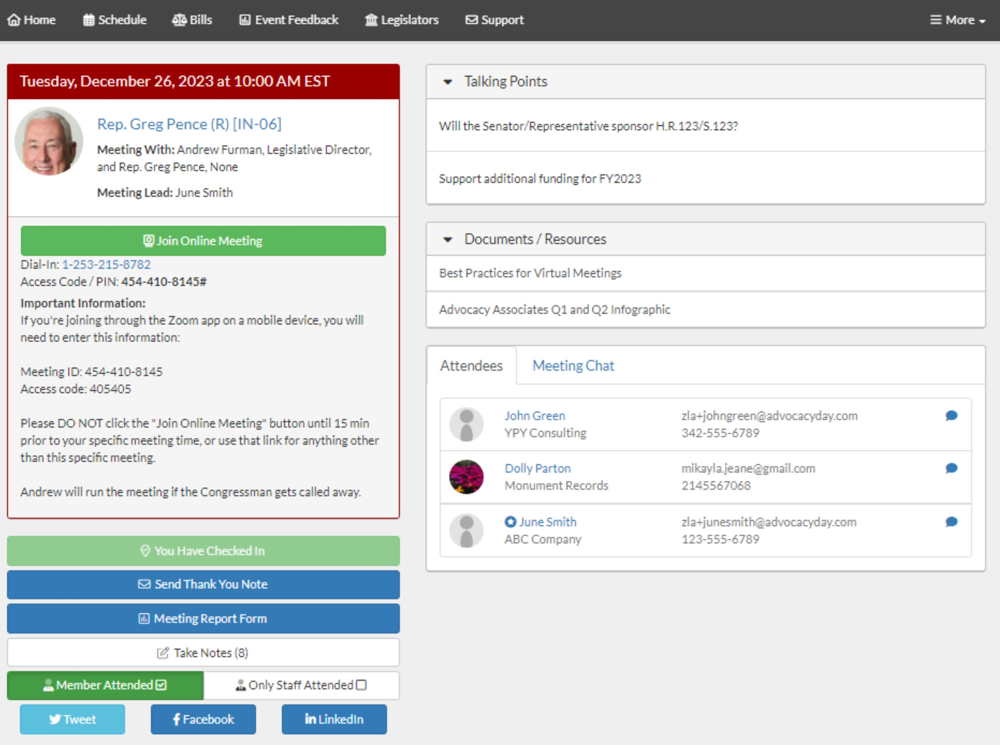 Home Schedule Bills Event Feedback Legislators Support More
Tuesday, December 26, 2023 at 10:00 AM EST
Rep. Greg Pence (R) [IN-06]
Meeting With: Andrew Furman, Legislative Director,
and Rep. Greg Pence, None
Meeting Lead: June Smith
Join Online Meeting
Dial-In: 1-253-215-8782
Access Code / PIN: 454-410-8145#
Important Information:
If you're joining through the Zoom app on a mobile device, you will
need to enter this information:
Meeting ID: 454-410-8145
Access code: 405405
Please DO NOT click the "Join Online Meeting" button until 15 min
prior to your specific meeting time, or use that link for anything other
than this specific meeting.
Andrew will run the meeting if the Congressman gets called away.
You Have Checked In
Send Thank You Note
Meeting Report Form
Take Notes (8)
Member Attended Only Staff Attended
Tweet Facebook LinkedIn
Talking Points
Will the Senator/Representative sponsor H.R.123/S.123?
Support additional funding for FY2023
Documents / Resources
Best Practices for Virtual Meetings
Advocacy Associates Q1 and Q2 Infographic
Attendees Meeting Chat
John Green zla+johngreen@advocacyday.com
YPY Consulting 342-555-6789
Dolly Parton mikayla.jeane@gmail.com
Monument Records 2145567068
June Smith zla+junesmith@advocacyday.com
ABC Company 123-555-6789